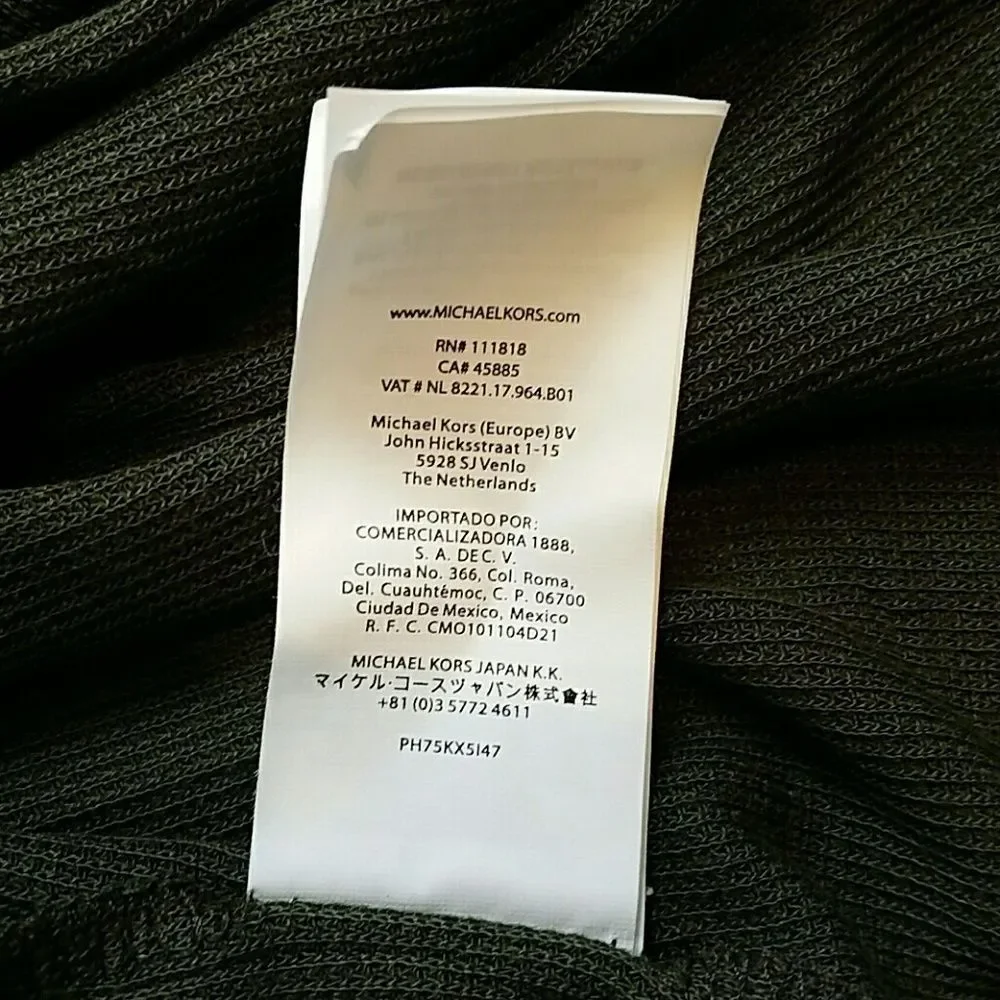 www.MICHAELKORS.com
RN# 111818
CA# 45885
VAT # NL 8221.17.964.B01
Michael Kors (Europe) BV
John Hicksstraat 1-15
5928 SJ Venlo
The Netherlands
IMPORTADO POR:
COMERCIALIZADORA 1888,
S. A. DE C. V.
Colima No. 366, Col. Roma,
Del. Cuauhtémoc, C. P. 06700
Ciudad De Mexico, Mexico
R. F. C. CMO101104D21
MICHAEL KORS JAPAN K.K.
マイケル·コースツャパン株式會社
+81 (0)3 5772 4611
PH75KX5I47